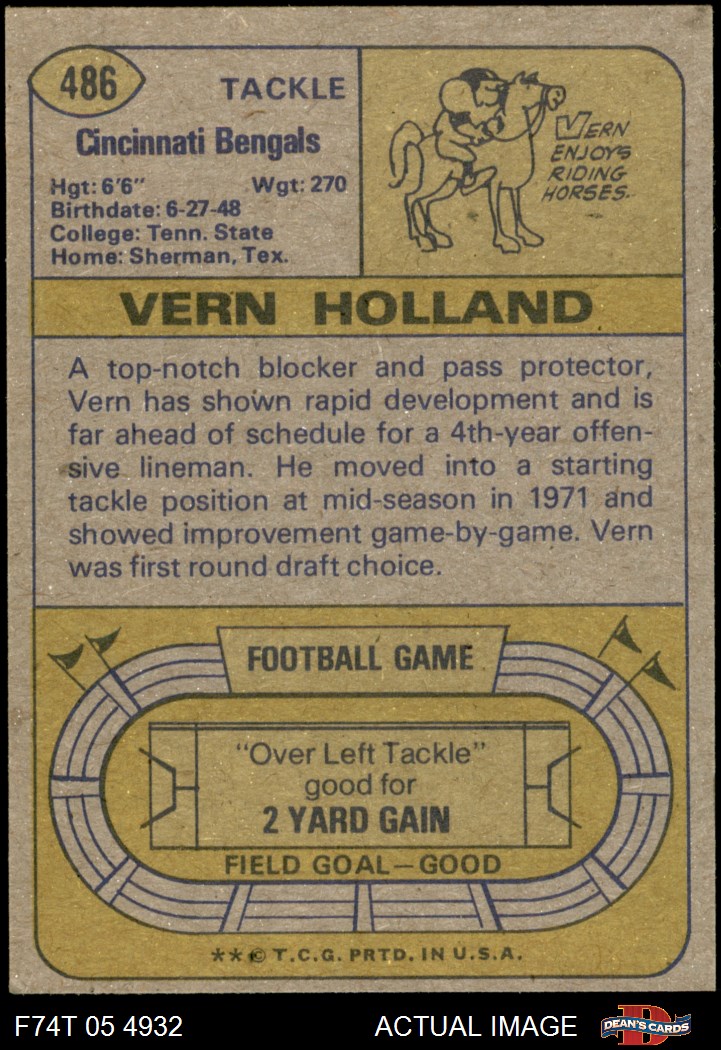 486
TACKLE
Cincinnati Bengals
Hgt: 6'6" Wgt: 270
Birthdate: 6-27-48
College: Tenn. State
Home: Sherman, Tex.
VERN
ENJOY'S
RIDING
HORSES..
VERN HOLLAND
A top-notch blocker and pass protector,
Vern has shown rapid development and is
far ahead of schedule for a 4th-year offen-
sive lineman. He moved into a starting
tackle position at mid-season in 1971 and
showed improvement game-by-game. Vern
was first round draft choice.
FOOTBALL GAME
"Over Left Tackle"
good for
2 YARD GAIN
FIELD GOAL—GOOD
**© T.C.G. PRTD. IN U.S.A.
F74T 05 4932 ACTUAL IMAGE
D
DEAN'S CARDS